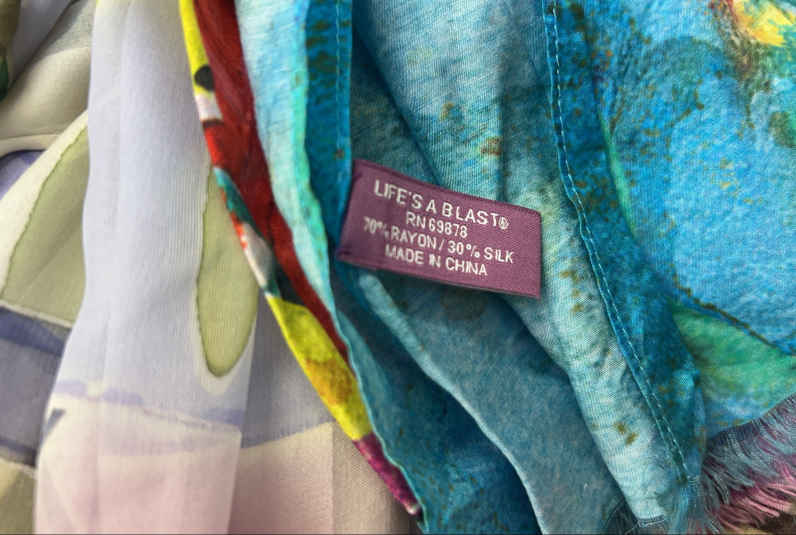 LIFE'S A BLAST®
RN 69878
70% RAYON / 30% SILK
MADE IN CHINA